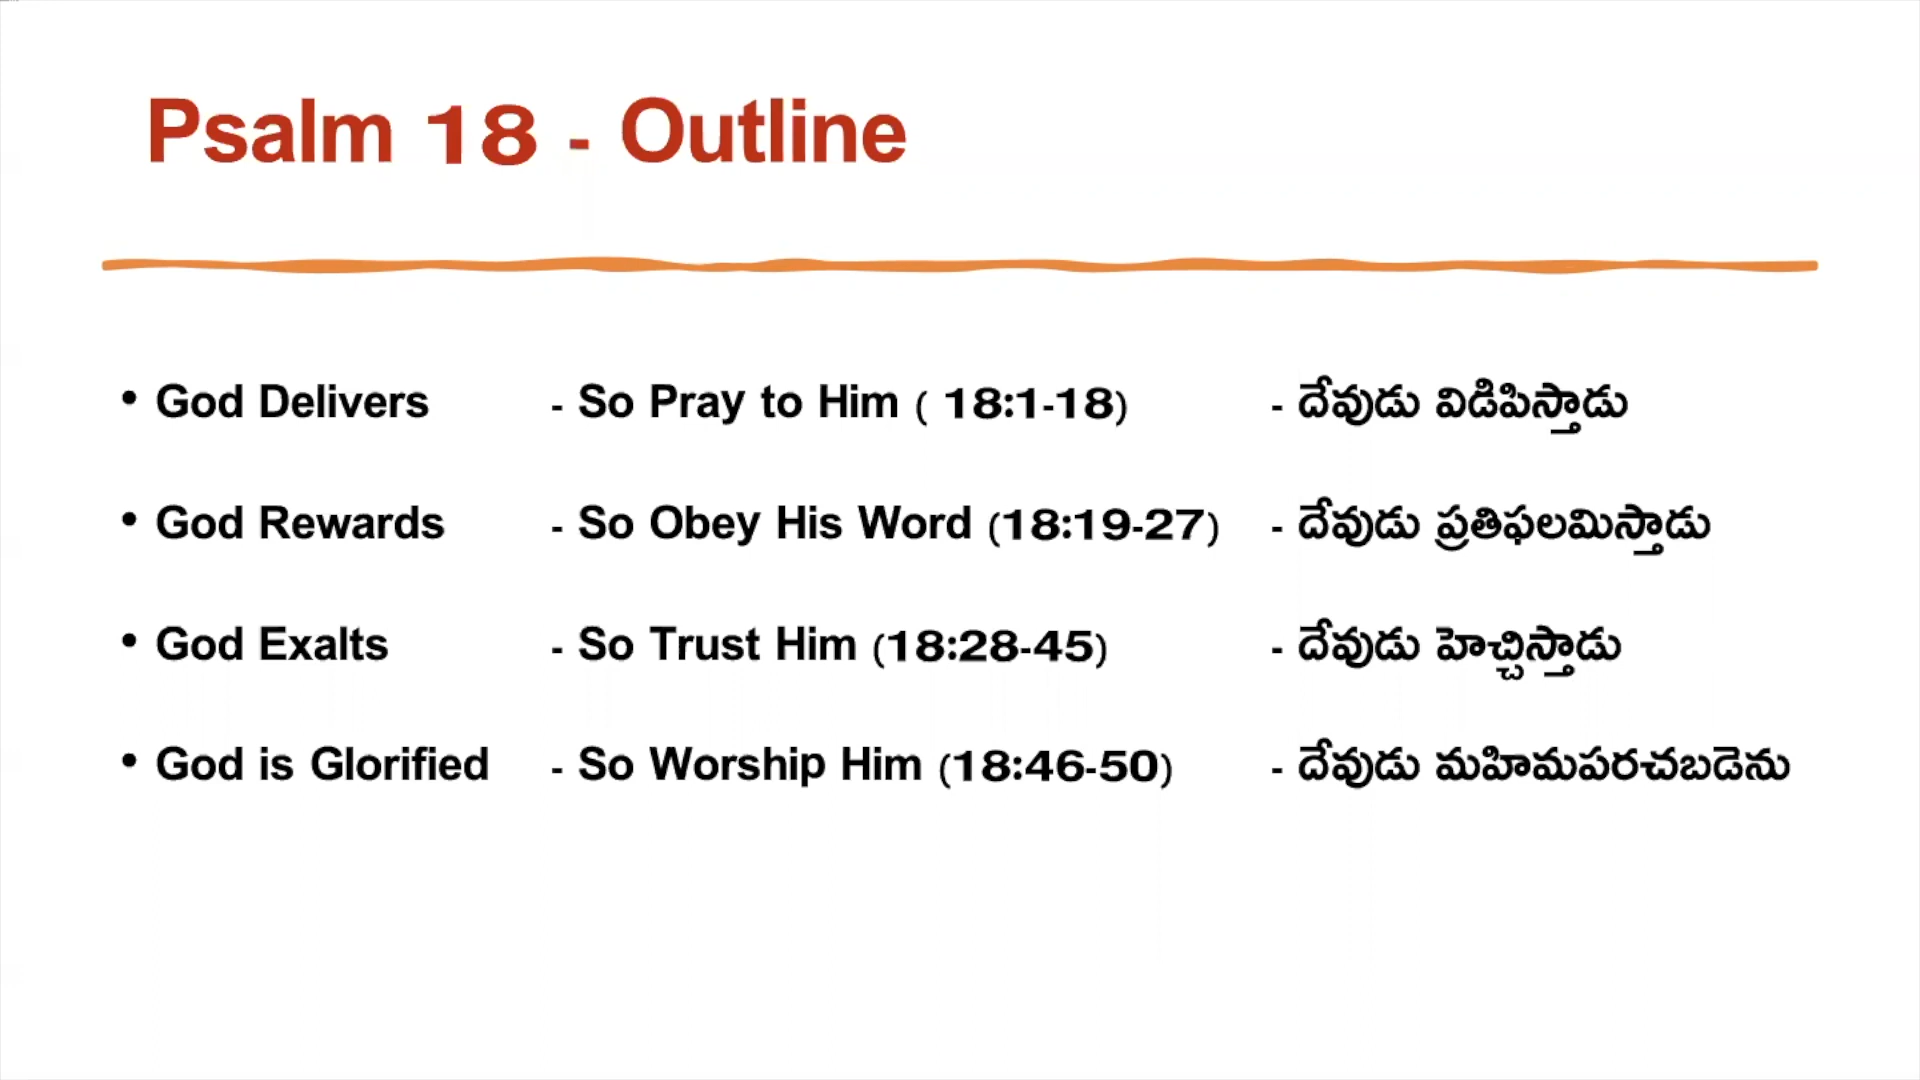 Psalm 18 - Outline
• God Delivers - So Pray to Him ( 18:1-18) - దేవుడు విడిపిస్తాడు
• God Rewards - So Obey His Word (18:19-27) - దేవుడు ప్రతిఫలమిస్తాడు
• God Exalts - So Trust Him (18:28-45) - దేవుడు హెచ్చిస్తాడు
• God is Glorified - So Worship Him (18:46-50) - దేవుడు మహిమపరచబడెను